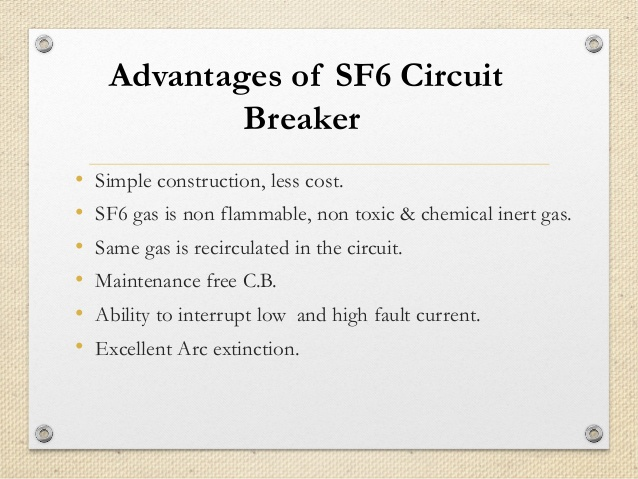 Advantages of SF6 Circuit
Breaker
• Simple construction, less cost.
• SF6 gas is non flammable, non toxic & chemical inert gas.
• Same gas is recirculated in the circuit.
• Maintenance free C.B.
• Ability to interrupt low  and high fault current.
• Excellent Arc extinction.